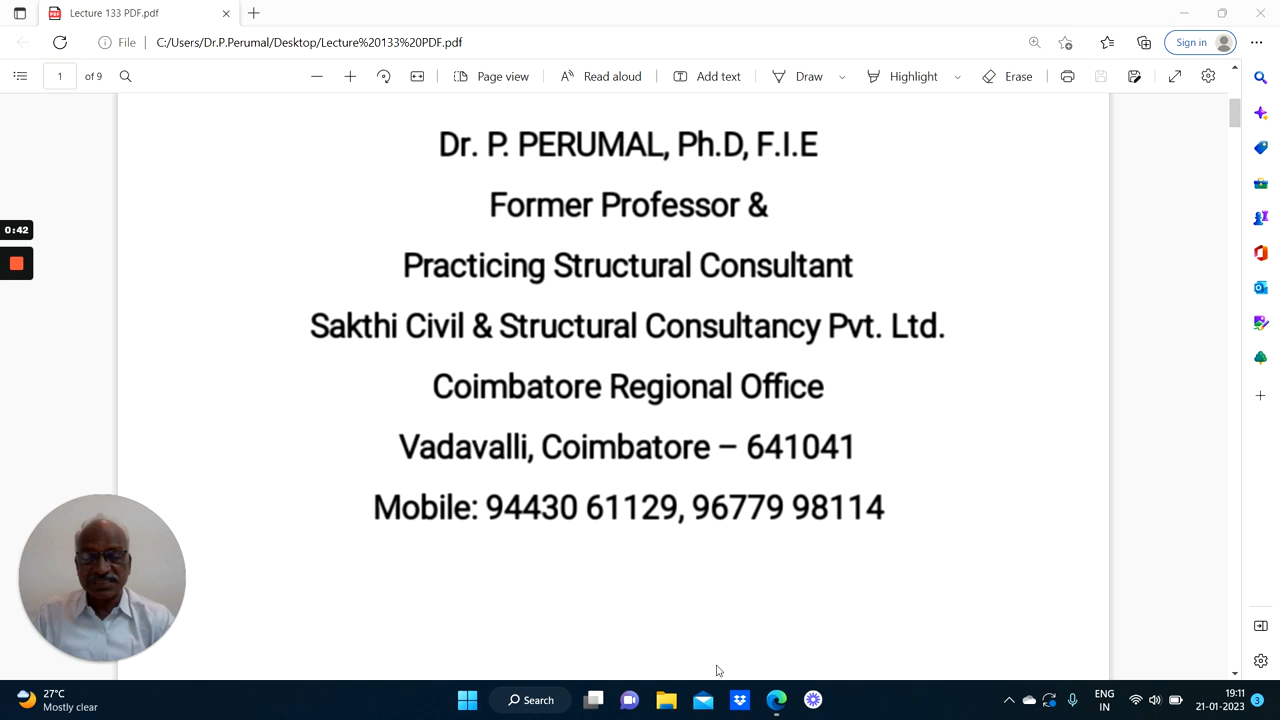 Lecture 133 PDF.pdf
File
C:/Users/Dr.P.Perumal/Desktop/Lecture%20133%20PDF.pdf
Sign in
1 of 9
Page view
Read aloud
Add text
Draw
Highlight
Erase
Dr. P. PERUMAL, Ph.D, F.I.E
Former Professor &
0:42
Practicing Structural Consultant
Sakthi Civil & Structural Consultancy Pvt. Ltd.
Coimbatore Regional Office
Vadavalli, Coimbatore – 641041
Mobile: 94430 61129, 96779 98114
27°C
Mostly clear
Search
ENG
IN
19:11
21-01-2023
3